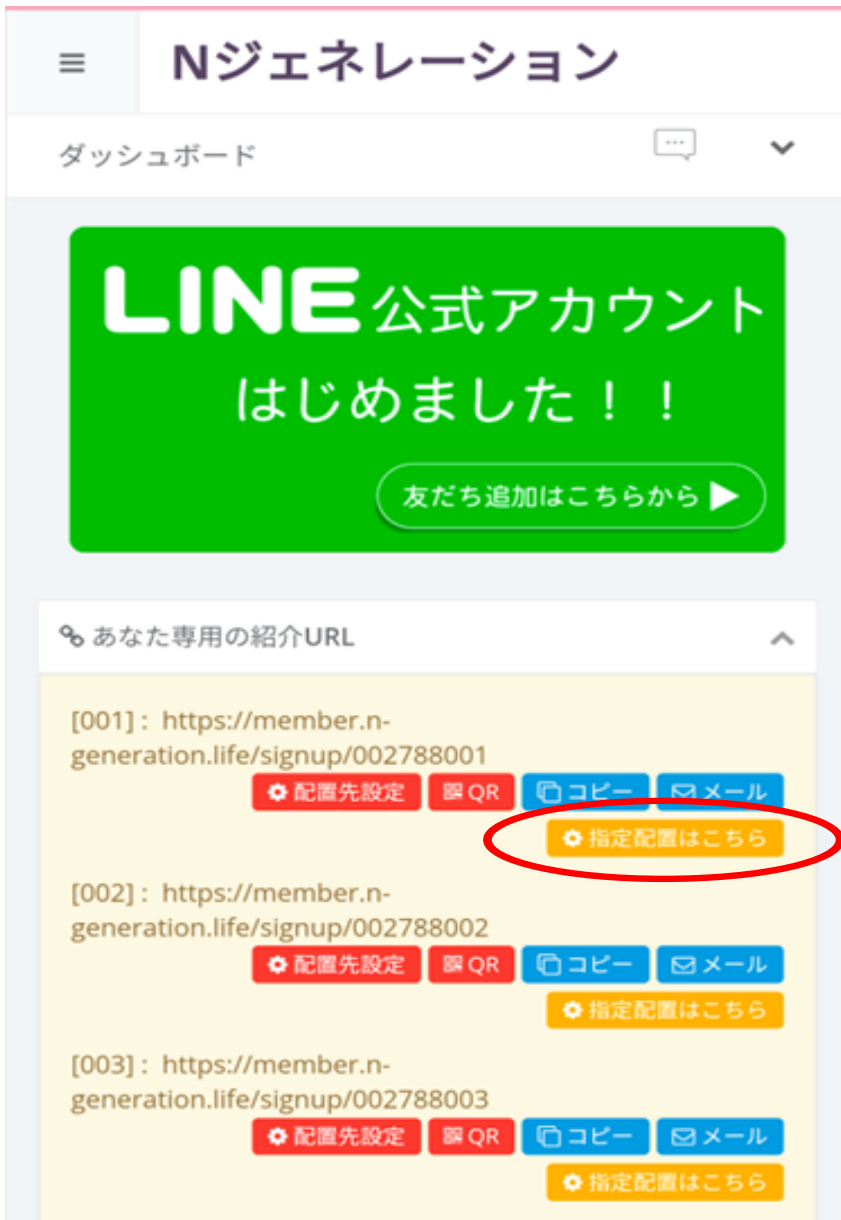 Nジェネレーション
ダッシュボード
LINE公式アカウント
はじめました！！
友だち追加はこちらから▶
あなた専用の紹介URL
[001] : https://member.n-
generation.life/signup/002788001
配置先設定 QR コピー メール
指定配置はこちら
[002] : https://member.n-
generation.life/signup/002788002
配置先設定 QR コピー メール
指定配置はこちら
[003] : https://member.n-
generation.life/signup/002788003
配置先設定 QR コピー メール
指定配置はこちら